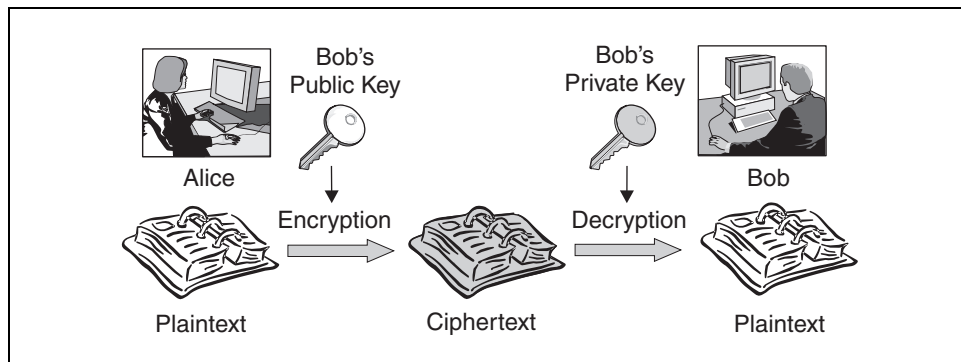 Bob's
Public Key
Bob's
Private Key
Alice
Bob
Encryption
Decryption
Plaintext
Ciphertext
Plaintext